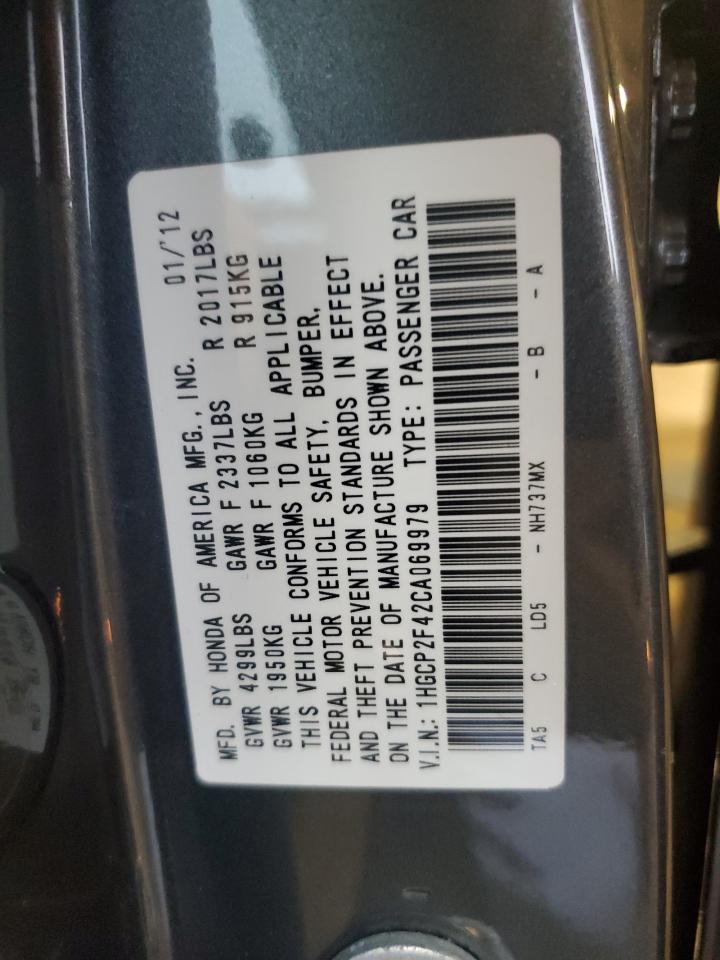 MFD. BY HONDA OF AMERICA MFG., INC. 01/'12
GVWR 4299LBS GAWR F 2337LBS R 2017LBS
GVWR 1950KG GAWR F 1060KG R 915KG
THIS VEHICLE CONFORMS TO ALL APPLICABLE
FEDERAL MOTOR VEHICLE SAFETY, BUMPER,
AND THEFT PREVENTION STANDARDS IN EFFECT
ON THE DATE OF MANUFACTURE SHOWN ABOVE.
V.I.N.: 1HGCP2F42CA069979 TYPE: PASSENGER CAR
TA5 C LD5 - NH737MX - B - A